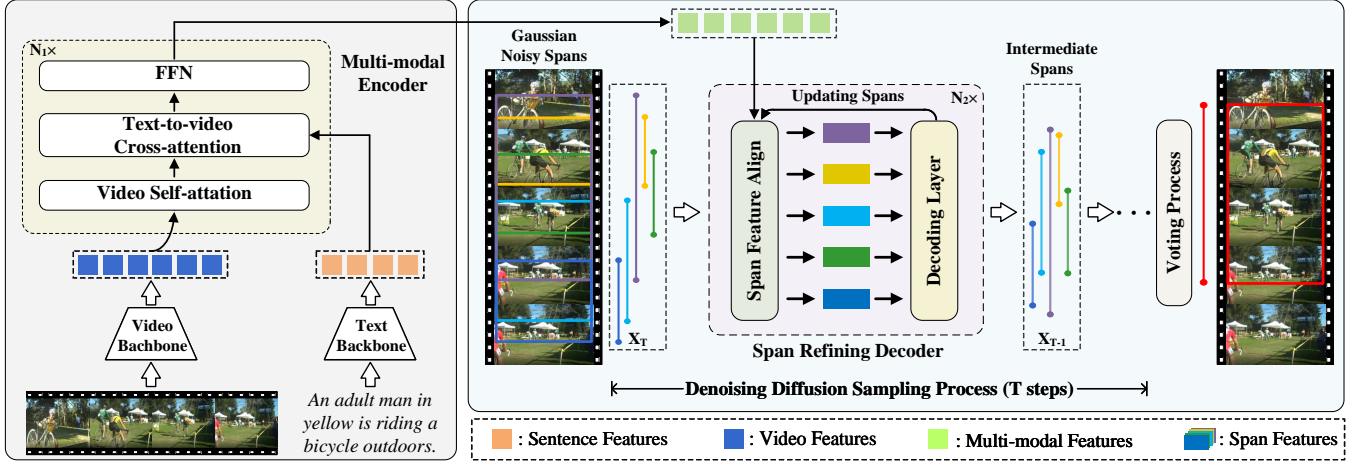 N1×
FFN
Text-to-video
Cross-attention
Video Self-attation
Multi-modal
Encoder
Video
Bachbone
Text
Backbone
An adult man in
yellow is riding a
bicycle outdoors.
Gaussian
Noisy Spans
XT
Updating Spans
N2×
Span Feature Align
Decoding Layer
Span Refining Decoder
Intermediate
Spans
XT-1
...
Voting Process
Denoising Diffusion Sampling Process (T steps)
: Sentence Features
: Video Features
: Multi-modal Features
: Span Features